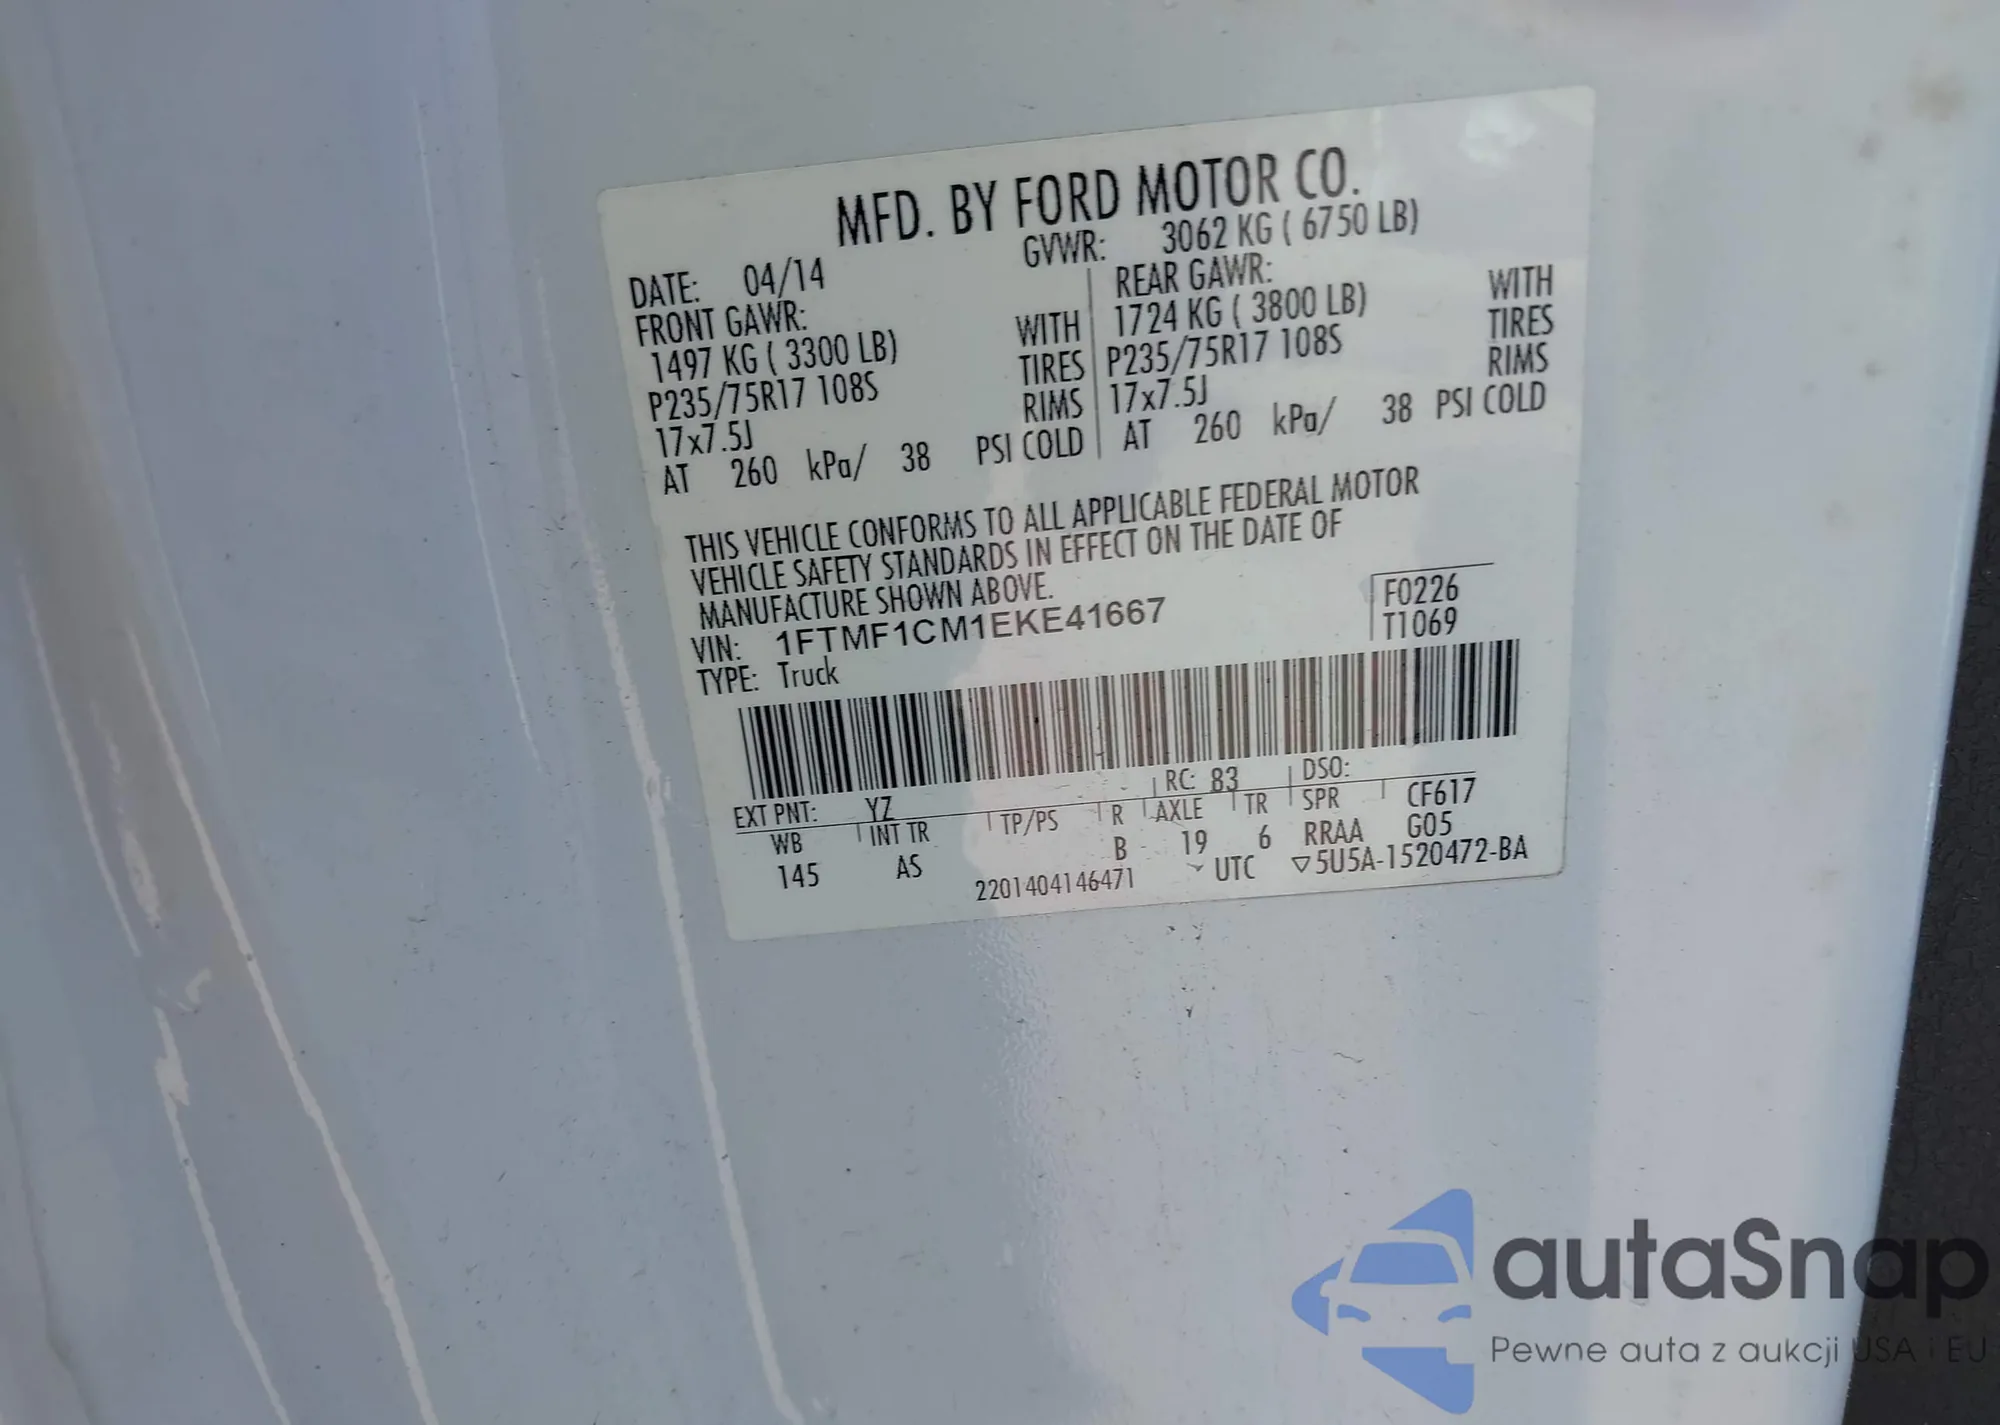 MFD. BY FORD MOTOR CO.
DATE: 04/14 GVWR: 3062 KG ( 6750 LB)
FRONT GAWR: REAR GAWR:
1497 KG ( 3300 LB) WITH 1724 KG ( 3800 LB) WITH
P235/75R17 108S TIRES P235/75R17 108S TIRES
17x7.5J RIMS 17x7.5J RIMS
AT 260 kPa/ 38 PSI COLD AT 260 kPa/ 38 PSI COLD
THIS VEHICLE CONFORMS TO ALL APPLICABLE FEDERAL MOTOR
VEHICLE SAFETY STANDARDS IN EFFECT ON THE DATE OF
MANUFACTURE SHOWN ABOVE.
VIN: 1FTMF1CM1EKE41667 F0226
TYPE: Truck T1069
EXT PNT: YZ RC: 83 DSO:
WB INT TR TP/PS R AXLE TR SPR CF617
145 AS B 19 6 RRAA G05
2201404146471 UTC ▽5U5A-1520472-BA
autaSnap
Pewne auta z aukcji USA i EU